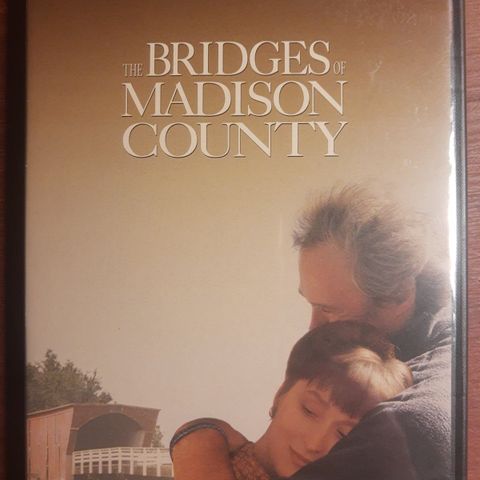 THE BRIDGES OF
MADISON
COUNTY